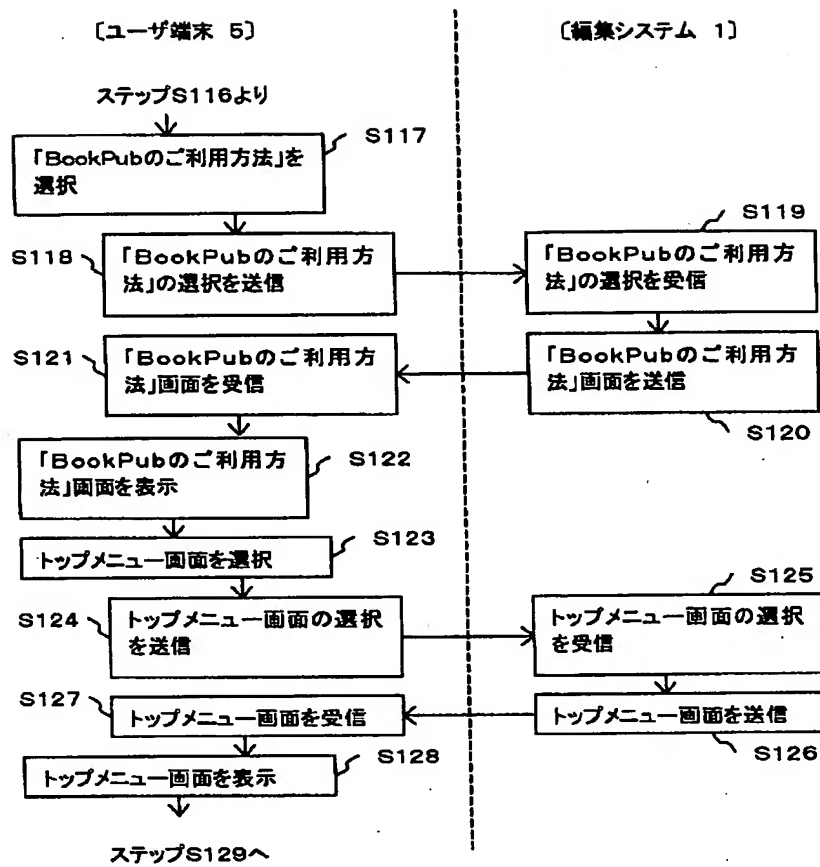 〔ユーザ端末 5〕
〔編集システム 1〕
ステップS116より
S117
「BookPubのご利用方法」を
選択
S118
「BookPubのご利用方
法」の選択を送信
S119
「BookPubのご利用方
法」の選択を受信
S121
「BookPubのご利用方
法」画面を受信
「BookPubのご利用方
法」画面を送信
S120
「BookPubのご利用方
法」画面を表示
S122
トップメニュー画面を選択
S123
S124
トップメニュー画面の選択
を送信
S125
トップメニュー画面の選択
を受信
S127
トップメニュー画面を受信
トップメニュー画面を送信
S126
トップメニュー画面を表示
S128
ステップS129へ